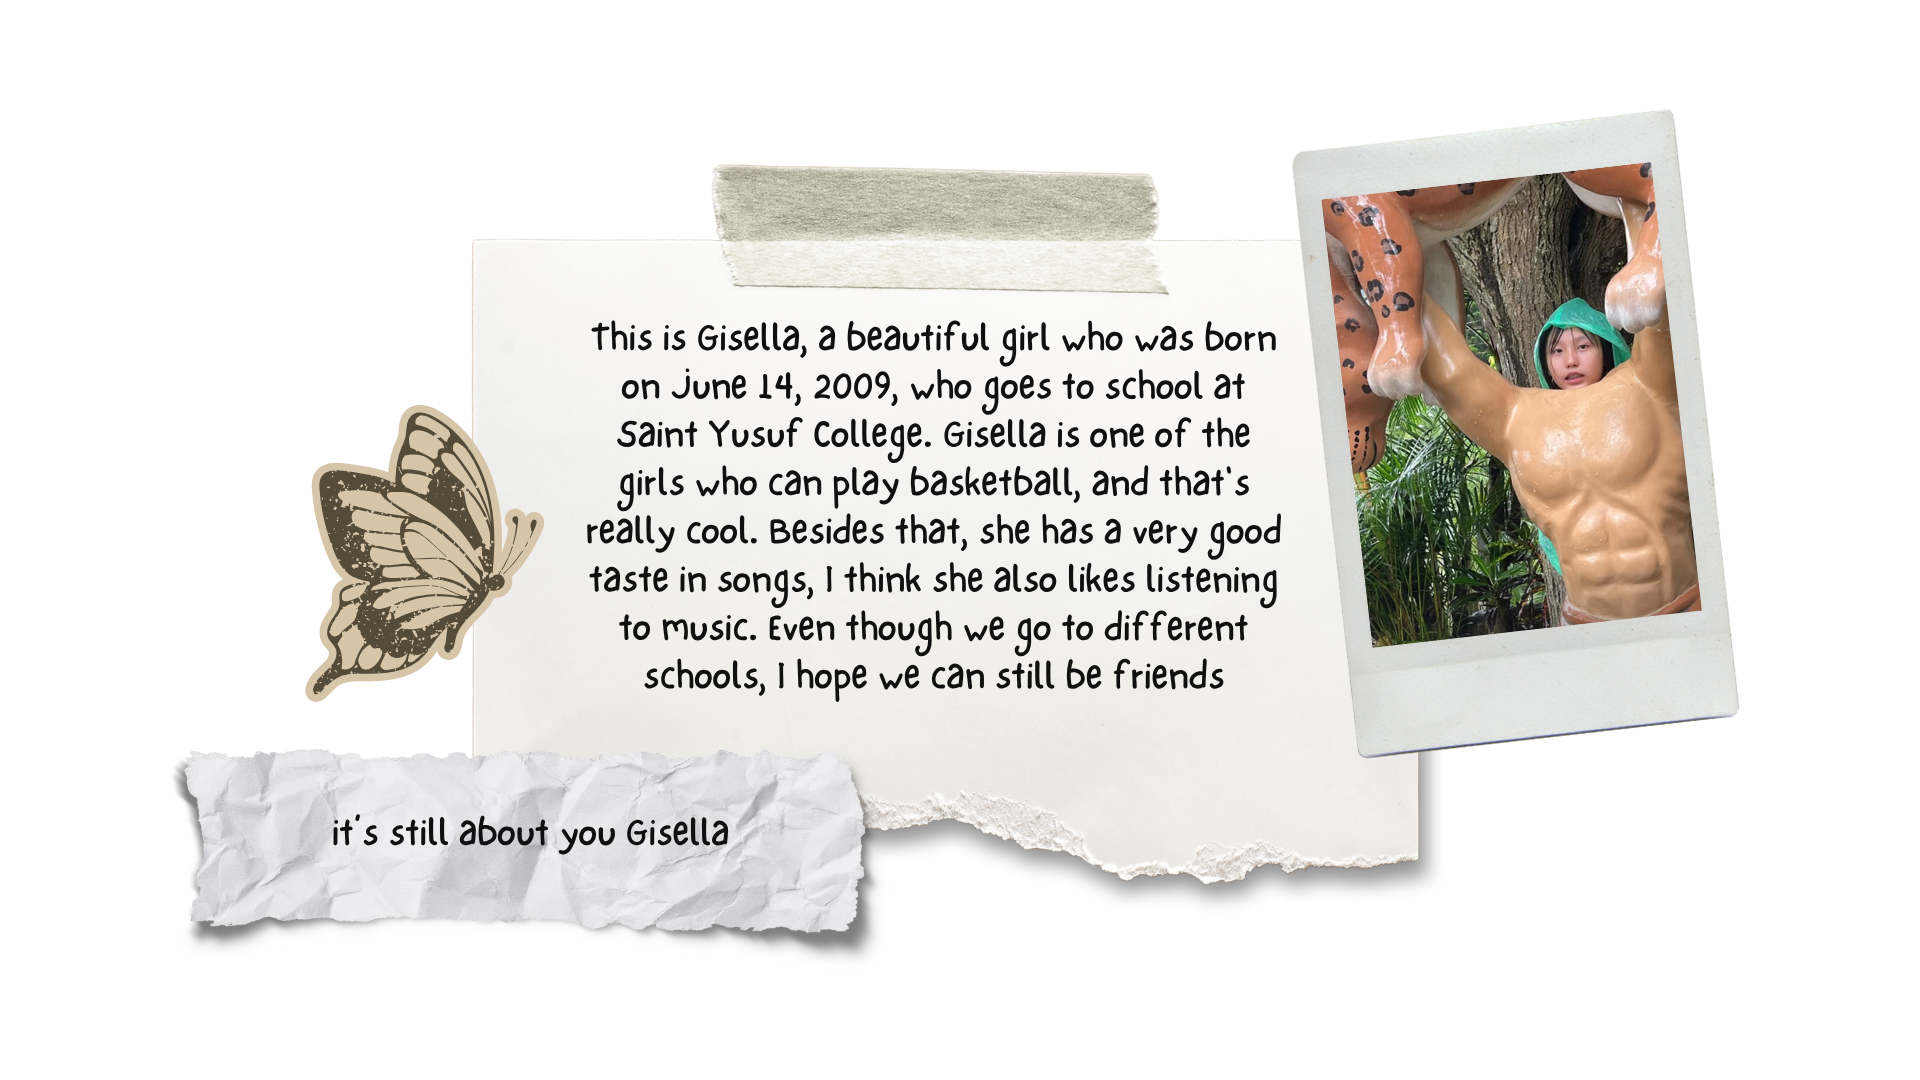 This is Gisella, a beautiful girl who was born
on June 14, 2009, who goes to school at
Saint Yusuf College. Gisella is one of the
girls who can play basketball, and that's
really cool. Besides that, she has a very good
taste in songs, I think she also likes listening
to music. Even though we go to different
schools, I hope we can still be friends
it's still about you Gisella